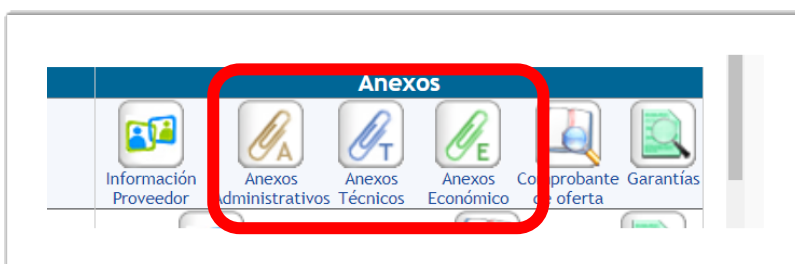 Anexos
A T E
Información Anexos Anexos Anexos Comprobante Garantías
Proveedor Administrativos Técnicos Económico de oferta